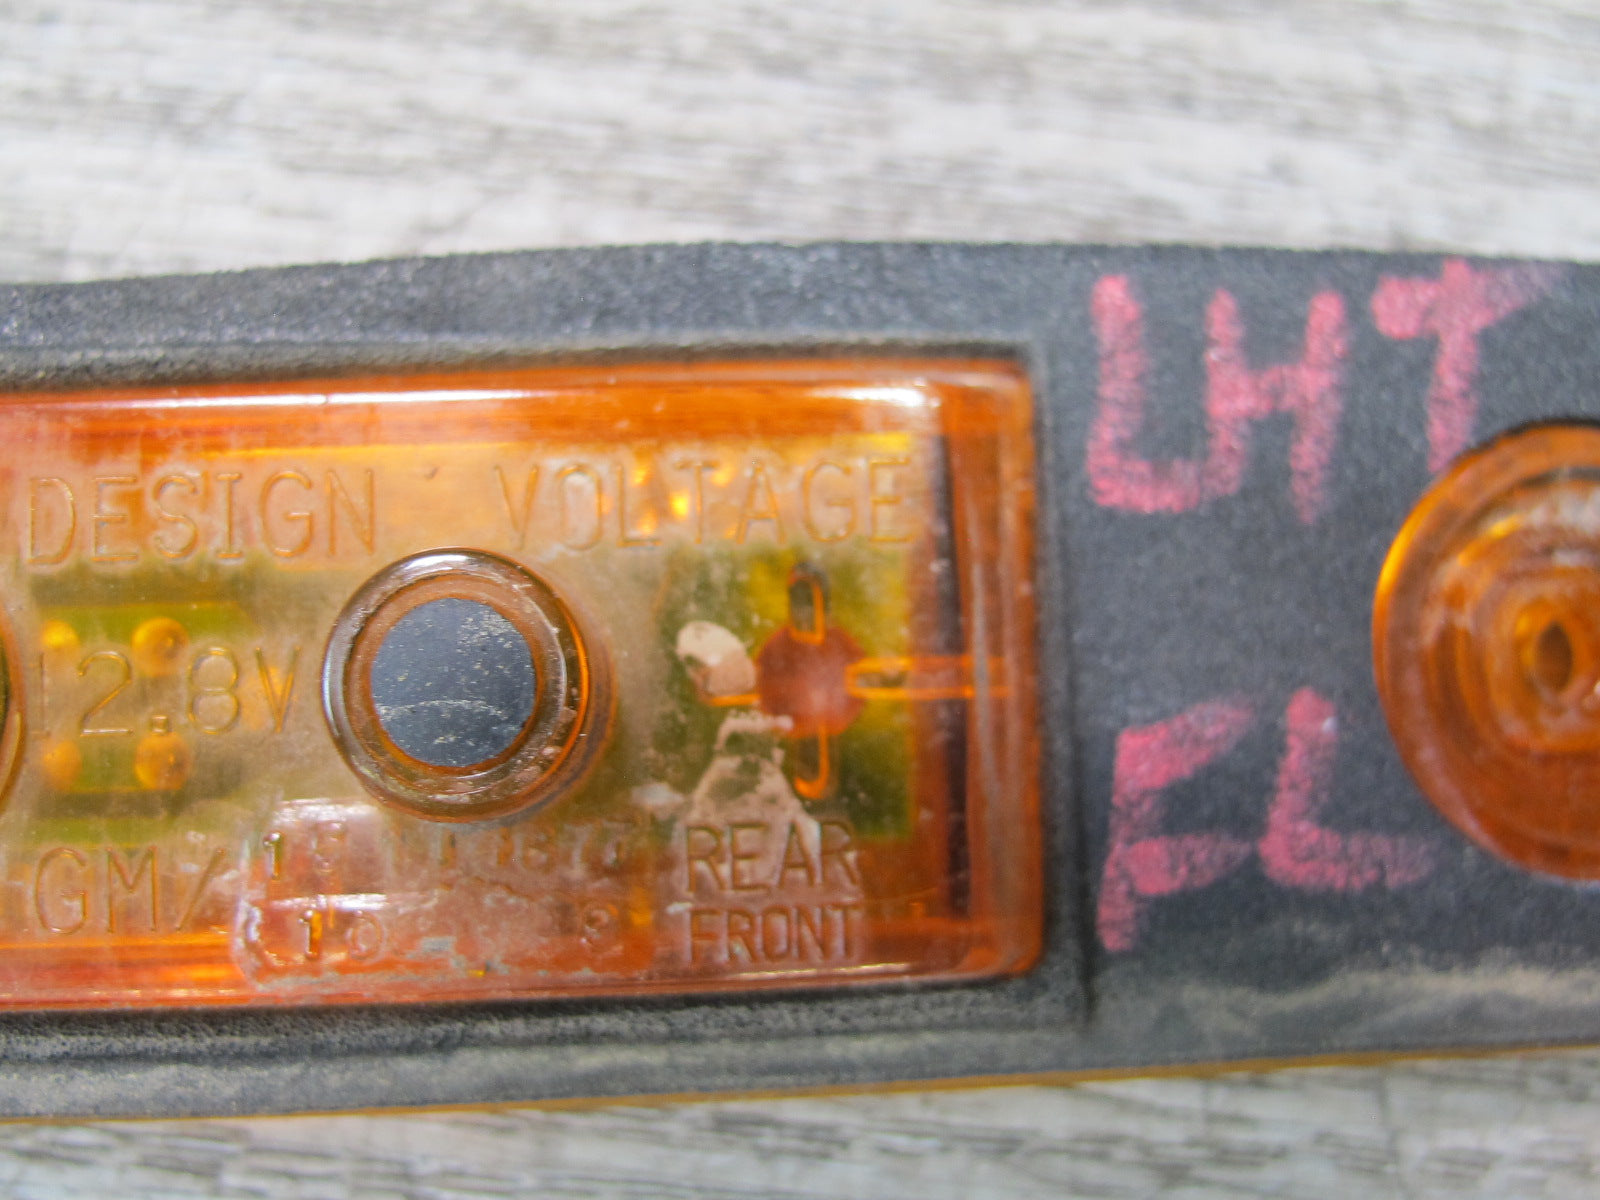 DESIGN VOLTAGE
12.8V
GM/
REAR
FRONT
LHT
FL